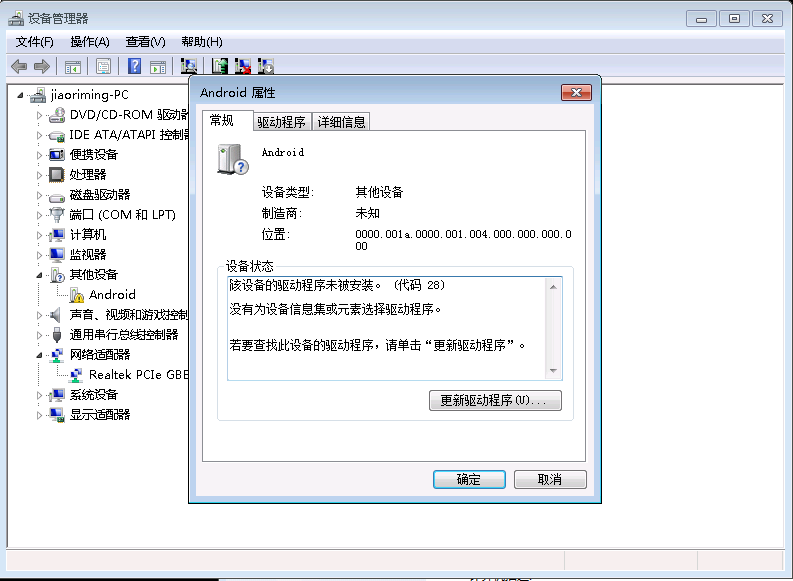 设备管理器
文件(F) 操作(A) 查看(V) 帮助(H)
jiaoriming-PC
DVD/CD-ROM 驱动器
IDE ATA/ATAPI 控制器
便携设备
处理器
磁盘驱动器
端口 (COM 和 LPT)
计算机
监视器
其他设备
Android
声音、视频和游戏控制
通用串行总线控制器
网络适配器
Realtek PCIe GBE
系统设备
显示适配器
Android 属性
常规 驱动程序 详细信息
Android
设备类型: 其他设备
制造商: 未知
位置: 0000.001a.0000.001.004.000.000.000.0
00
设备状态
该设备的驱动程序未被安装。 (代码 28)
没有为设备信息集或元素选择驱动程序。
若要查找此设备的驱动程序，请单击“更新驱动程序”。
更新驱动程序(U)...
确定 取消